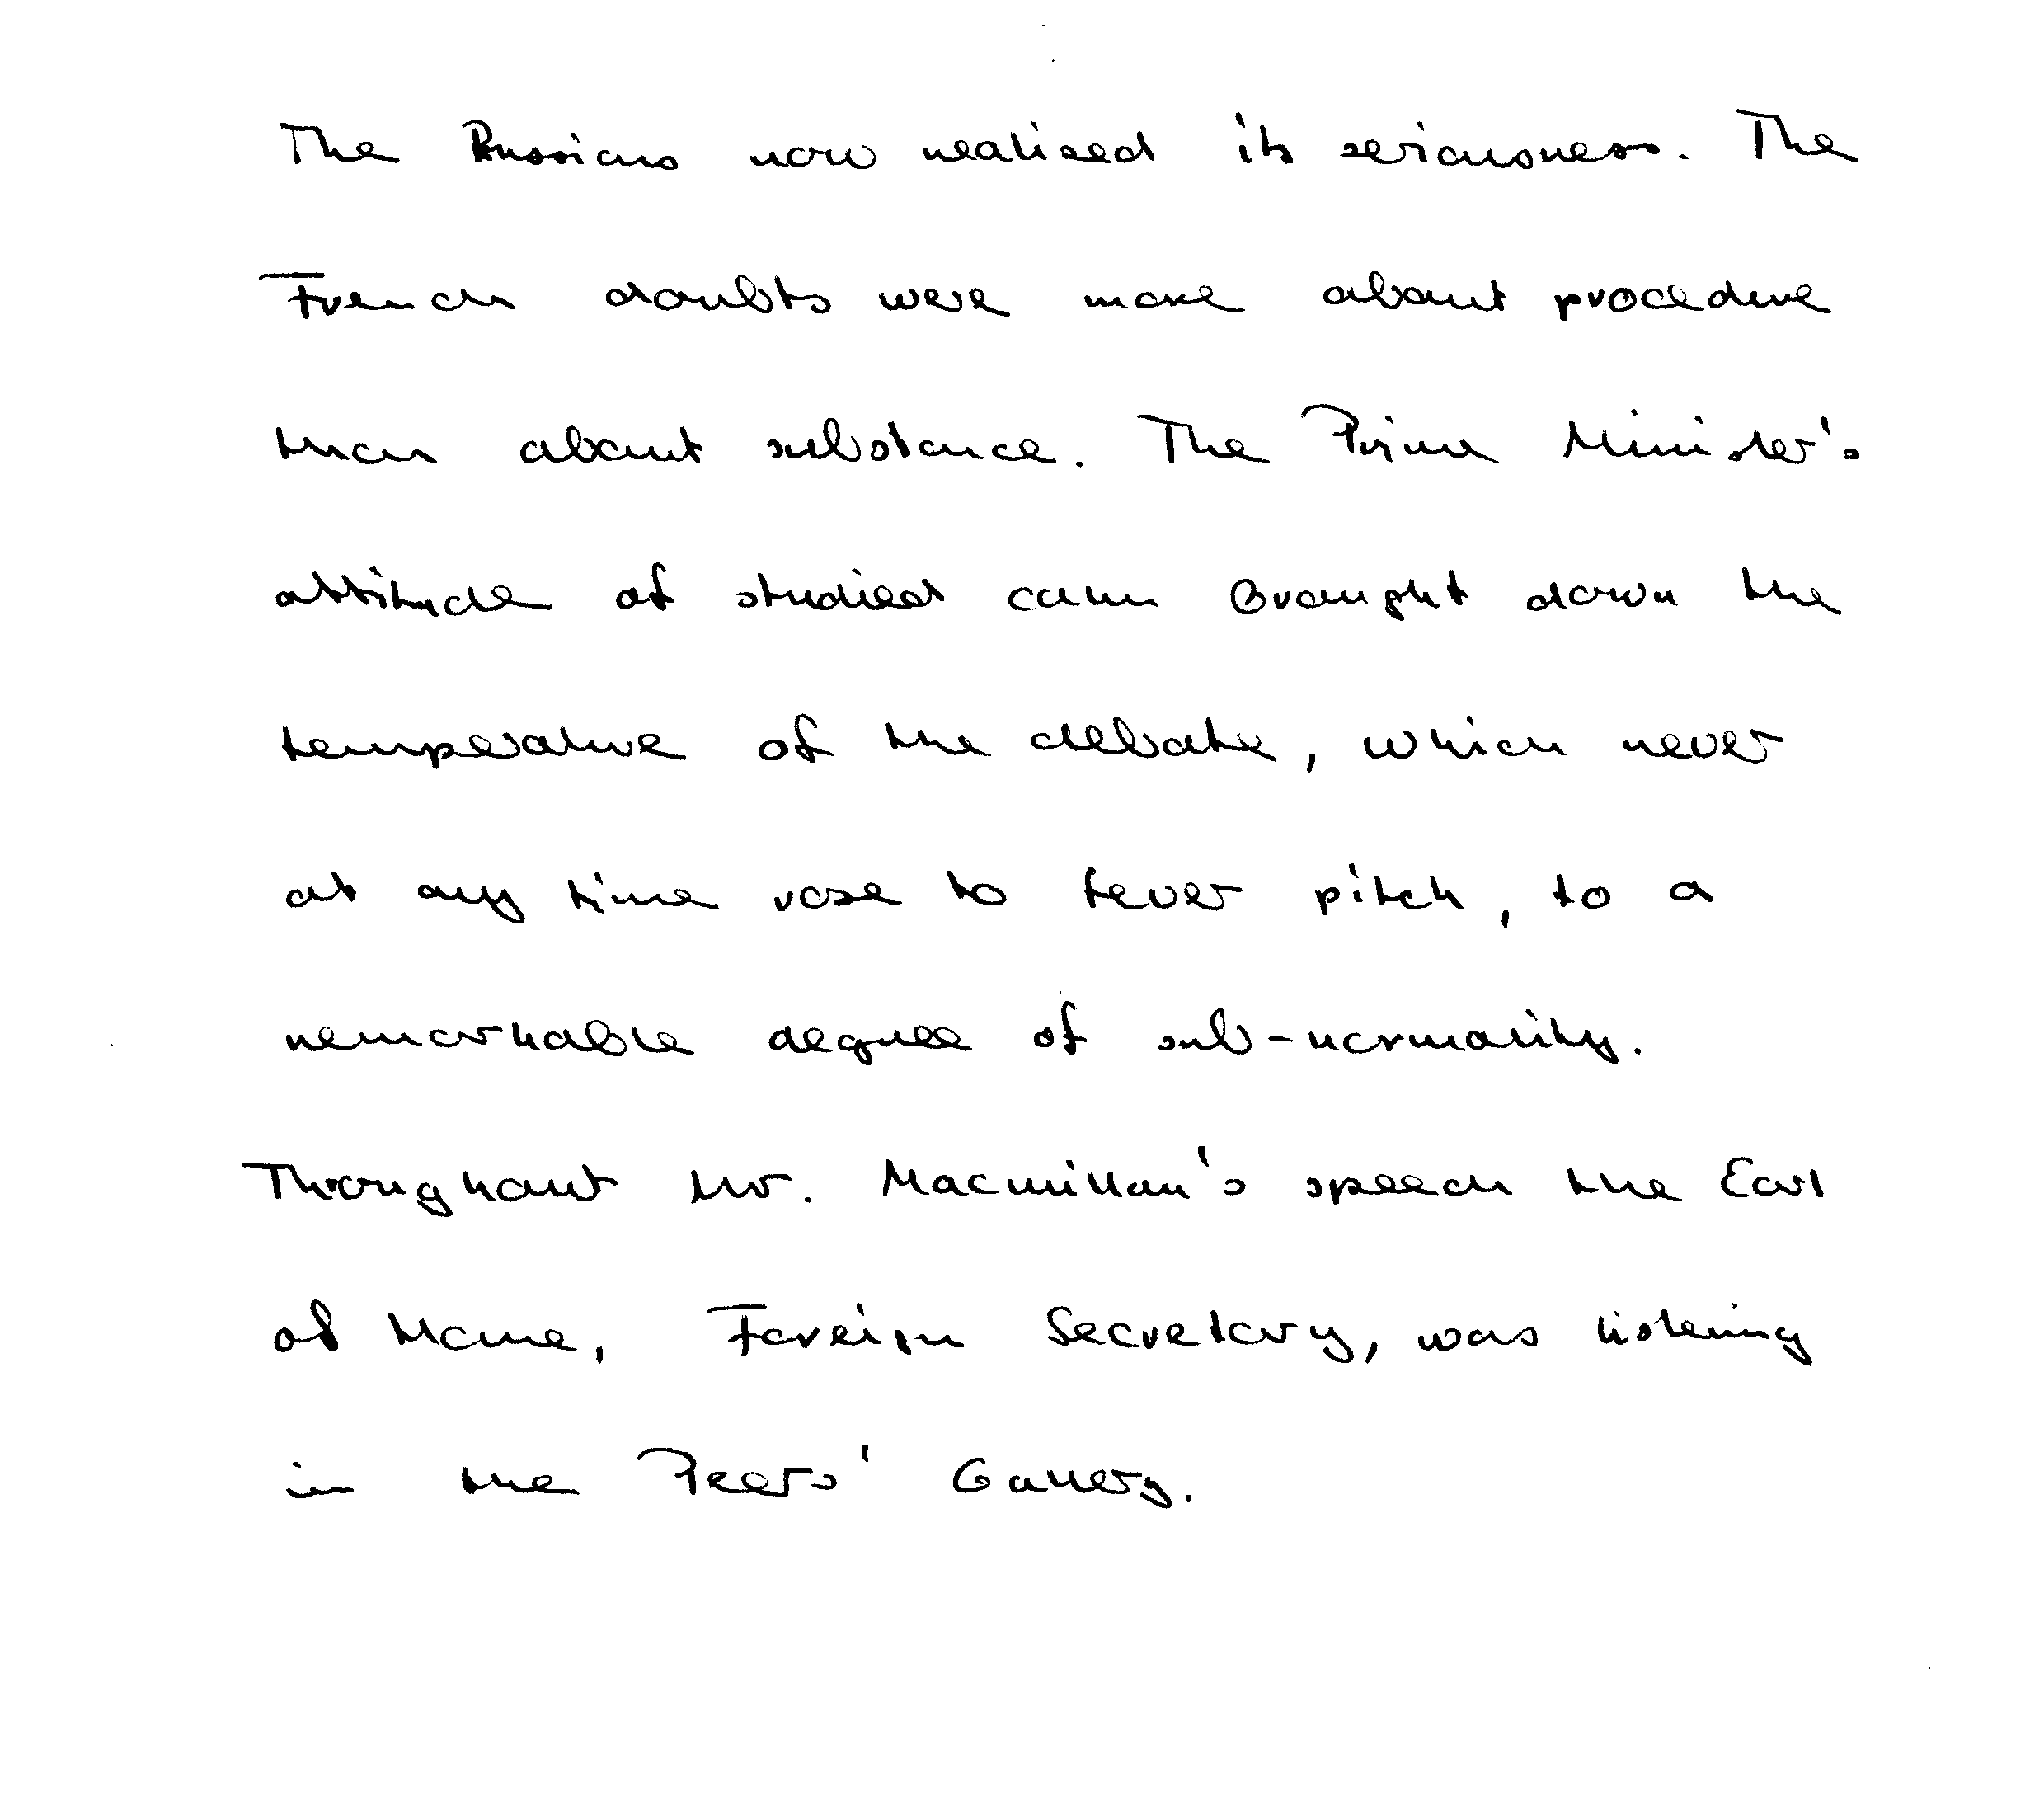 The Russians now realised its seriousness. The
French doubts were more about procedure
than about substance. The Prime Minister's
attitude of studied calm brought down the
temperature of the debate, which never
at any time rose to fever pitch, to a
remarkable degree of sub-normality.
Throughout Mr. Macmillan's speech the Earl
of Home, Foreign Secretary, was listening
in the Peers' Gallery.